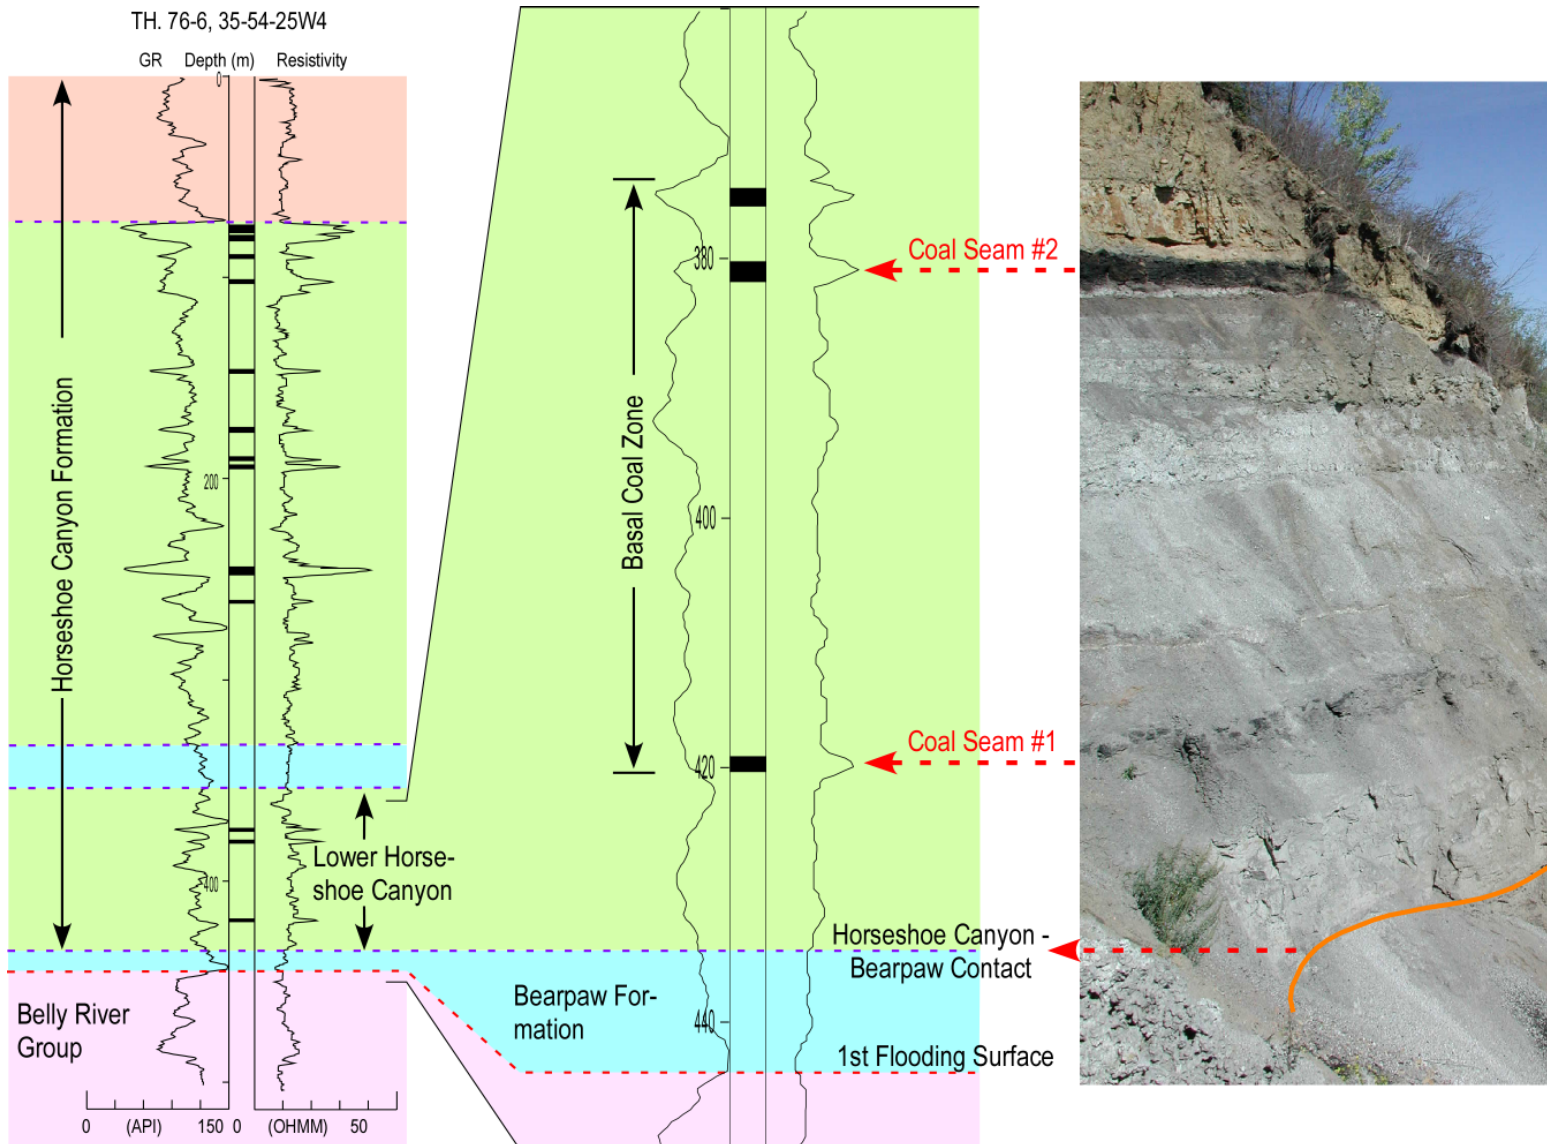 TH. 76-6, 35-54-25W4
GR Depth (m) Resistivity
0
Horseshoe Canyon Formation
200
400
Lower Horse-
shoe Canyon
Belly River
Group
0 (API) 150 0 (OHMM) 50
380
400
420
440
Basal Coal Zone
Bearpaw For-
mation
Coal Seam #2
Coal Seam #1
Horseshoe Canyon -
Bearpaw Contact
1st Flooding Surface